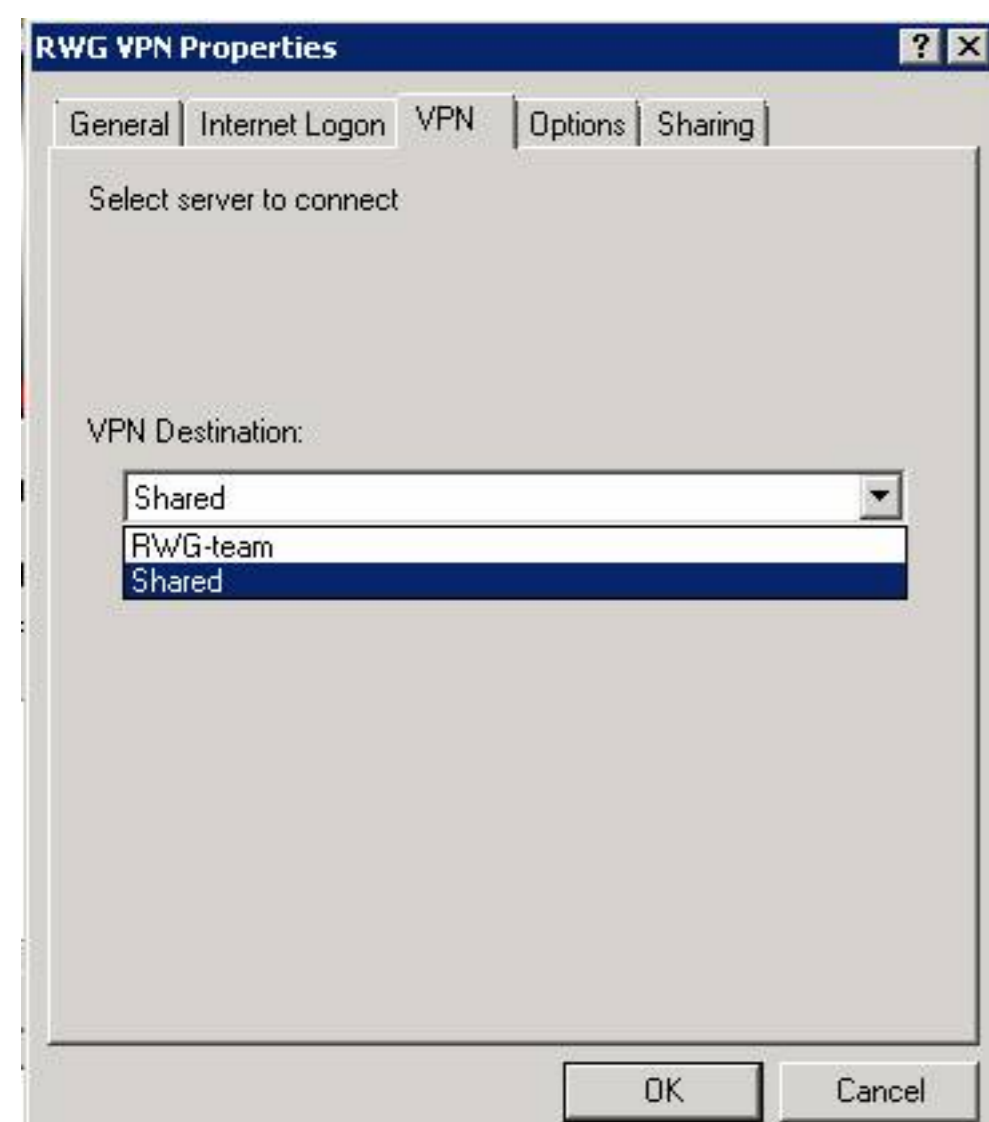 RWG VPN Properties
General Internet Logon VPN Options Sharing
Select server to connect
VPN Destination:
Shared
RWG-team
Shared
OK Cancel